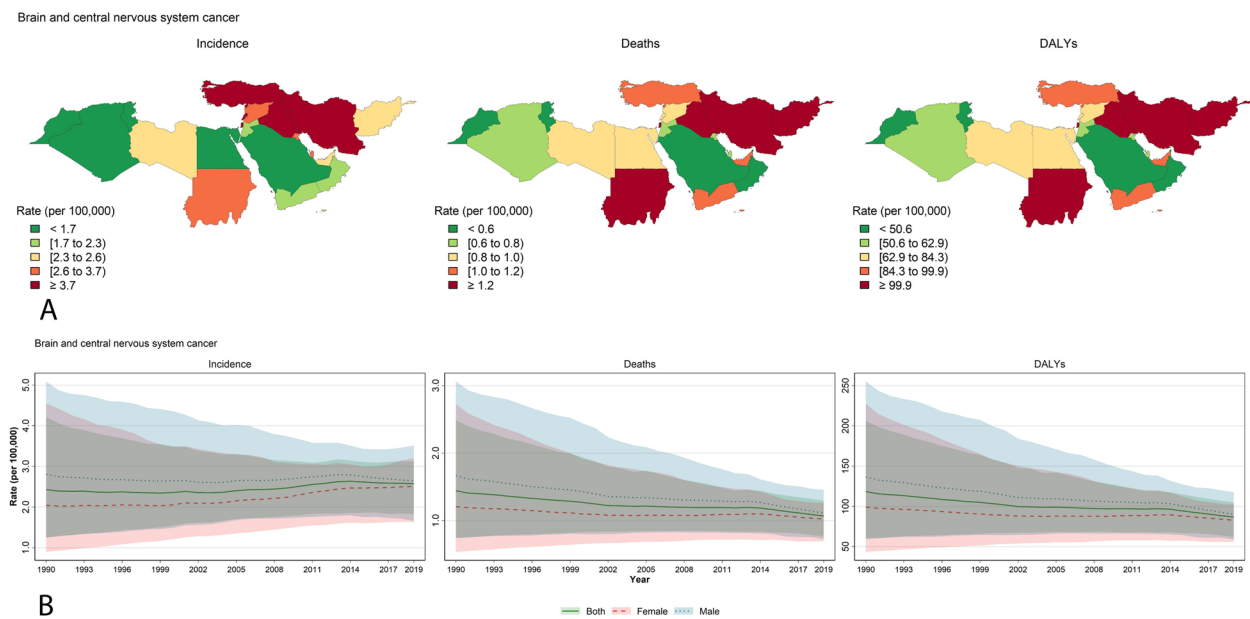 Brain and central nervous system cancer
Incidence
Deaths
DALYs
Rate (per 100,000)
< 1.7
[1.7 to 2.3)
[2.3 to 2.6)
[2.6 to 3.7)
≥ 3.7
Rate (per 100,000)
< 0.6
[0.6 to 0.8)
[0.8 to 1.0)
[1.0 to 1.2)
≥ 1.2
Rate (per 100,000)
< 50.6
[50.6 to 62.9)
[62.9 to 84.3)
[84.3 to 99.9)
≥ 99.9
A
Brain and central nervous system cancer
Incidence
Deaths
DALYs
Rate (per 100,000)
5.0
4.0
3.0
2.0
1.0
1990 1993 1996 1999 2002 2005 2008 2011 2014 2017 2019
3.0
2.0
1.0
1990 1993 1996 1999 2002 2005 2008 2011 2014 2017 2019
250
200
150
100
50
1990 1993 1996 1999 2002 2005 2008 2011 2014 2017 2019
Year
B
Both Female Male